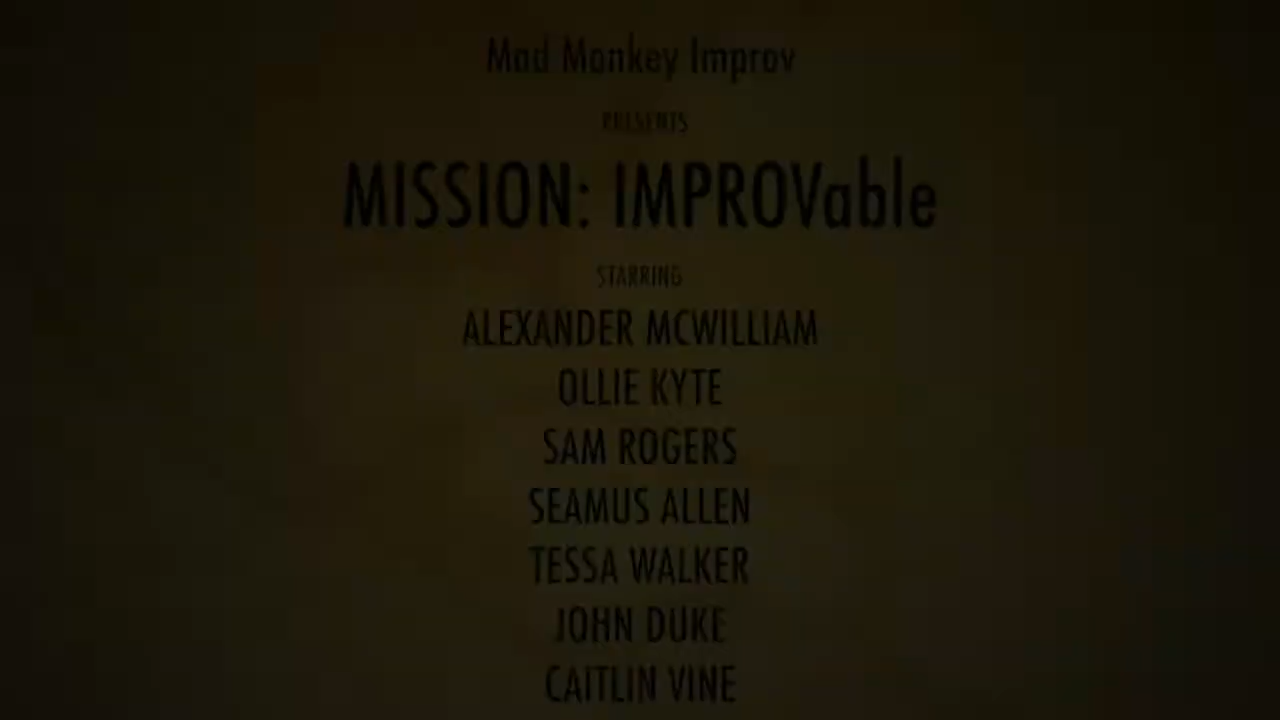 Mad Monkey Improv
PRESENTS
MISSION: IMPROVable
STARRING
ALEXANDER MCWILLIAM
OLLIE KYTE
SAM ROGERS
SEAMUS ALLEN
TESSA WALKER
JOHN DUKE
CAITLIN VINE